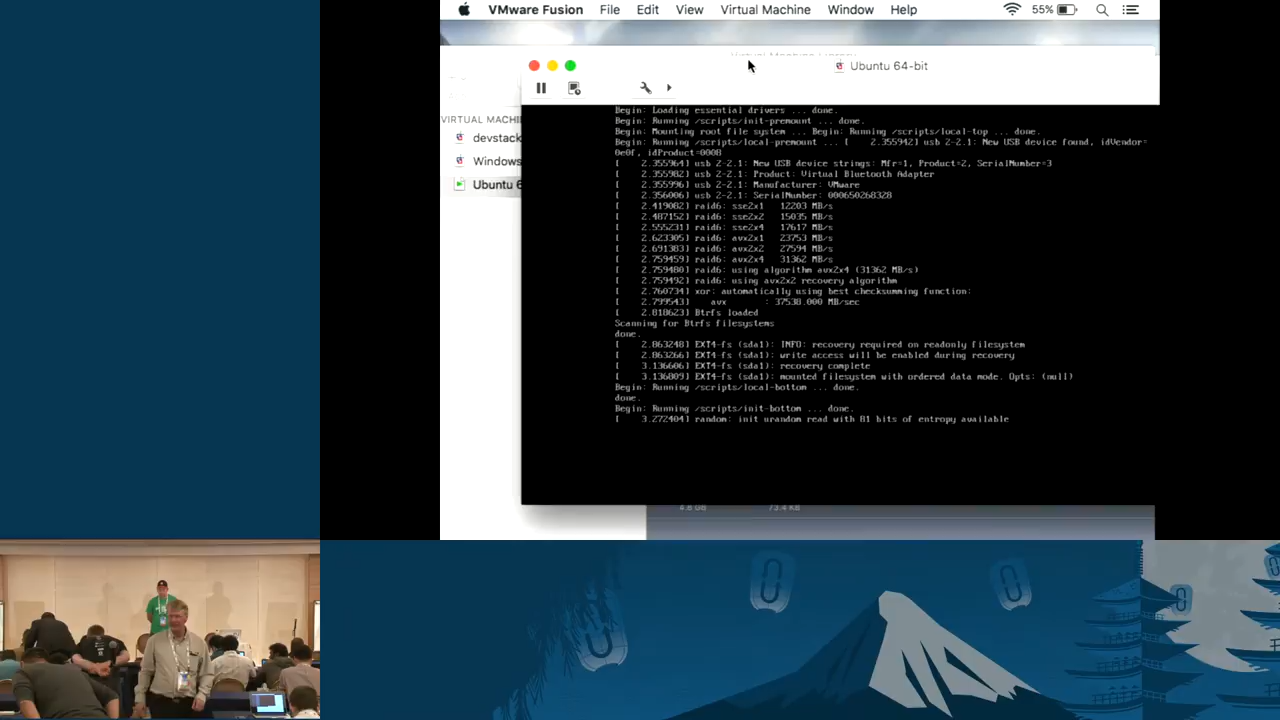 VMware Fusion File Edit View Virtual Machine Window Help 55%
Virtual Machine Library
Ubuntu 64-bit
VIRTUAL MACHI
devstack
Windows
Ubuntu 6
Begin: Loading essential drivers ... done.
Begin: Running /scripts/init-premount ... done.
Begin: Mounting root file system ... Begin: Running /scripts/local-top ... done.
Begin: Running /scripts/local-premount ... [    2.355942] usb 2-2.1: New USB device found, idVendor=
0e0f, idProduct=0008
[    2.355964] usb 2-2.1: New USB device strings: Mfr=1, Product=2, SerialNumber=3
[    2.355982] usb 2-2.1: Product: Virtual Bluetooth Adapter
[    2.355996] usb 2-2.1: Manufacturer: VMware
[    2.356006] usb 2-2.1: SerialNumber: 000650268328
[    2.419082] raid6: sse2x1   12203 MB/s
[    2.487152] raid6: sse2x2   15035 MB/s
[    2.555231] raid6: sse2x4   17617 MB/s
[    2.623305] raid6: avx2x1   23753 MB/s
[    2.691383] raid6: avx2x2   27594 MB/s
[    2.759459] raid6: avx2x4   31362 MB/s
[    2.759480] raid6: using algorithm avx2x4 (31362 MB/s)
[    2.759492] raid6: using avx2x2 recovery algorithm
[    2.760734] xor: automatically using best checksumming function:
[    2.799543]    avx       : 37538.000 MB/sec
[    2.818623] Btrfs loaded
Scanning for Btrfs filesystems
done.
[    2.863248] EXT4-fs (sda1): INFO: recovery required on readonly filesystem
[    2.863266] EXT4-fs (sda1): write access will be enabled during recovery
[    3.136606] EXT4-fs (sda1): recovery complete
[    3.136809] EXT4-fs (sda1): mounted filesystem with ordered data mode. Opts: (null)
Begin: Running /scripts/local-bottom ... done.
done.
Begin: Running /scripts/init-bottom ... done.
[    3.272404] random: init urandom read with 81 bits of entropy available
4.8 GB 73.4 KB